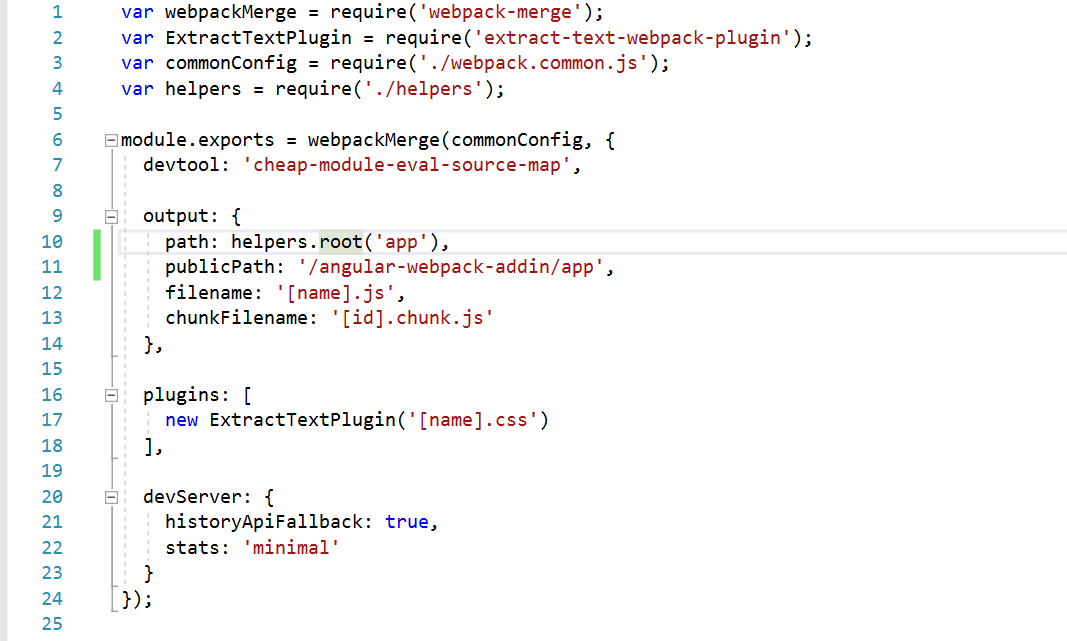 1 var webpackMerge = require('webpack-merge');
2 var ExtractTextPlugin = require('extract-text-webpack-plugin');
3 var commonConfig = require('./webpack.common.js');
4 var helpers = require('./helpers');
5
6 module.exports = webpackMerge(commonConfig, {
7   devtool: 'cheap-module-eval-source-map',
8
9   output: {
10     path: helpers.root('app'),
11     publicPath: '/angular-webpack-addin/app',
12     filename: '[name].js',
13     chunkFilename: '[id].chunk.js'
14   },
15
16   plugins: [
17     new ExtractTextPlugin('[name].css')
18   ],
19
20   devServer: {
21     historyApiFallback: true,
22     stats: 'minimal'
23   }
24 });
25